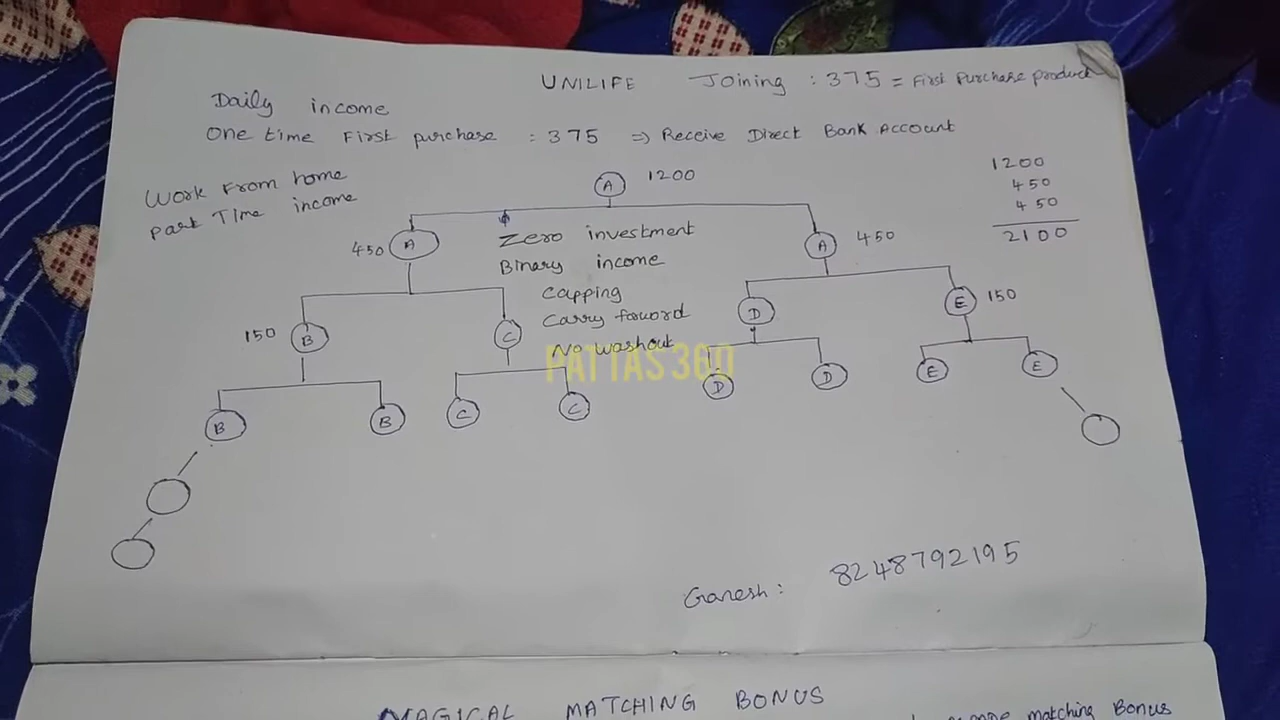 UNILIFE Joining : 375 = First Purchase product
Daily income
One time First purchase : 375 => Receive Direct Bank Account
Work From home
Part Time income
A 1200
1200
450
450
2100
450 A
Zero investment
A 450
Binary income
Capping
Carry forword
No washout
150 B
C
D
E 150
PATTAS 360
B
B
C
C
D
D
E
E
Ganesh : 8248792195
MAGICAL MATCHING BONUS
matching Bonus